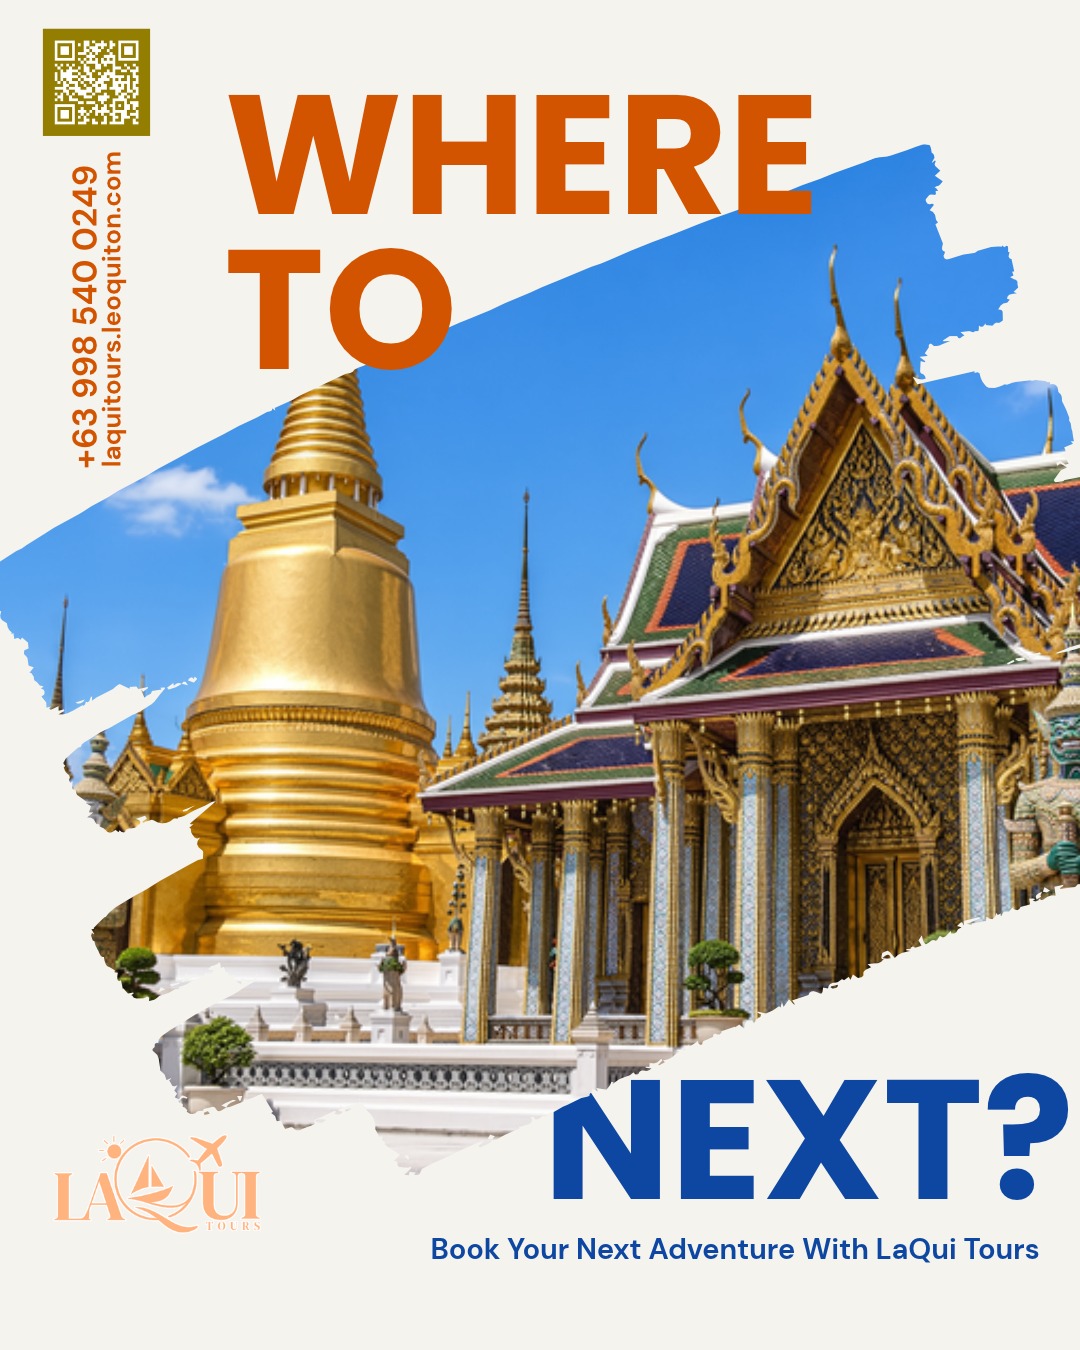 +63 998 540 0249
laquitours.leoquiton.com
WHERE
TO
NEXT?
LAQUI
TOURS
Book Your Next Adventure With LaQui Tours